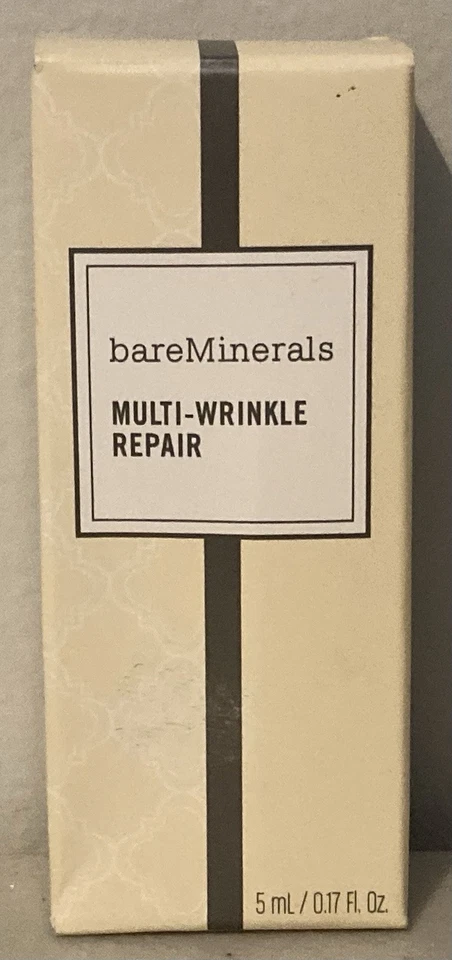 bareMinerals
MULTI-WRINKLE
REPAIR
5 mL / 0.17 Fl. Oz.